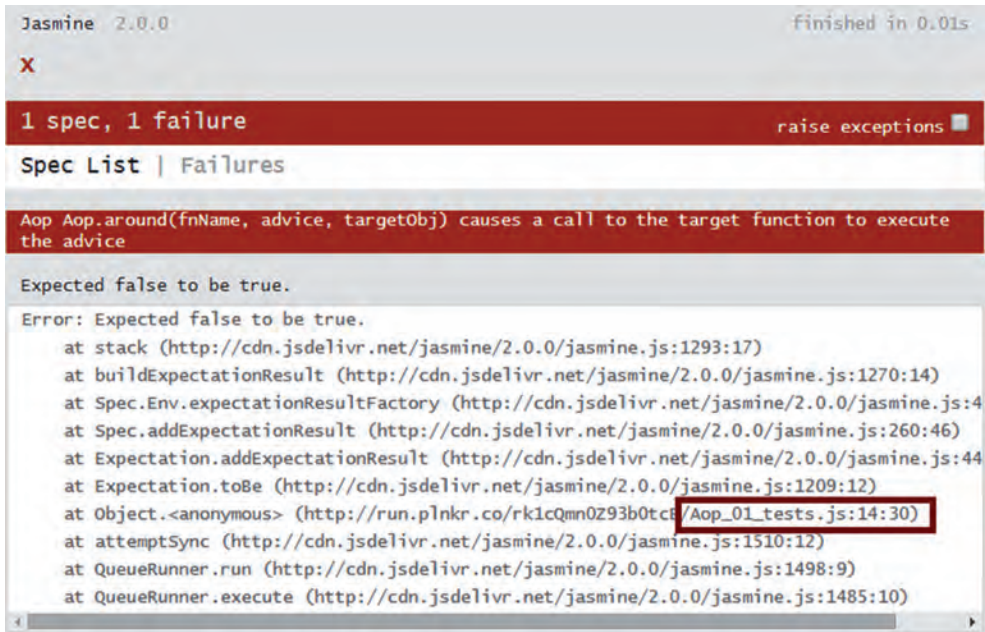 Jasmine 2.0.0 finished in 0.01s
x
1 spec, 1 failure raise exceptions
Spec List | Failures
Aop Aop.around(fnName, advice, targetObj) causes a call to the target function to execute
the advice
Expected false to be true.
Error: Expected false to be true.
at stack (http://cdn.jsdelivr.net/jasmine/2.0.0/jasmine.js:1293:17)
at buildExpectationResult (http://cdn.jsdelivr.net/jasmine/2.0.0/jasmine.js:1270:14)
at Spec.Env.expectationResultFactory (http://cdn.jsdelivr.net/jasmine/2.0.0/jasmine.js:4
at Spec.addExpectationResult (http://cdn.jsdelivr.net/jasmine/2.0.0/jasmine.js:260:46)
at Expectation.addExpectationResult (http://cdn.jsdelivr.net/jasmine/2.0.0/jasmine.js:44
at Expectation.toBe (http://cdn.jsdelivr.net/jasmine/2.0.0/jasmine.js:1209:12)
at Object.<anonymous> (http://run.plnkr.co/rk1cQmn0Z93b0tcE/Aop_01_tests.js:14:30)
at attemptSync (http://cdn.jsdelivr.net/jasmine/2.0.0/jasmine.js:1510:12)
at QueueRunner.run (http://cdn.jsdelivr.net/jasmine/2.0.0/jasmine.js:1498:9)
at QueueRunner.execute (http://cdn.jsdelivr.net/jasmine/2.0.0/jasmine.js:1485:10)